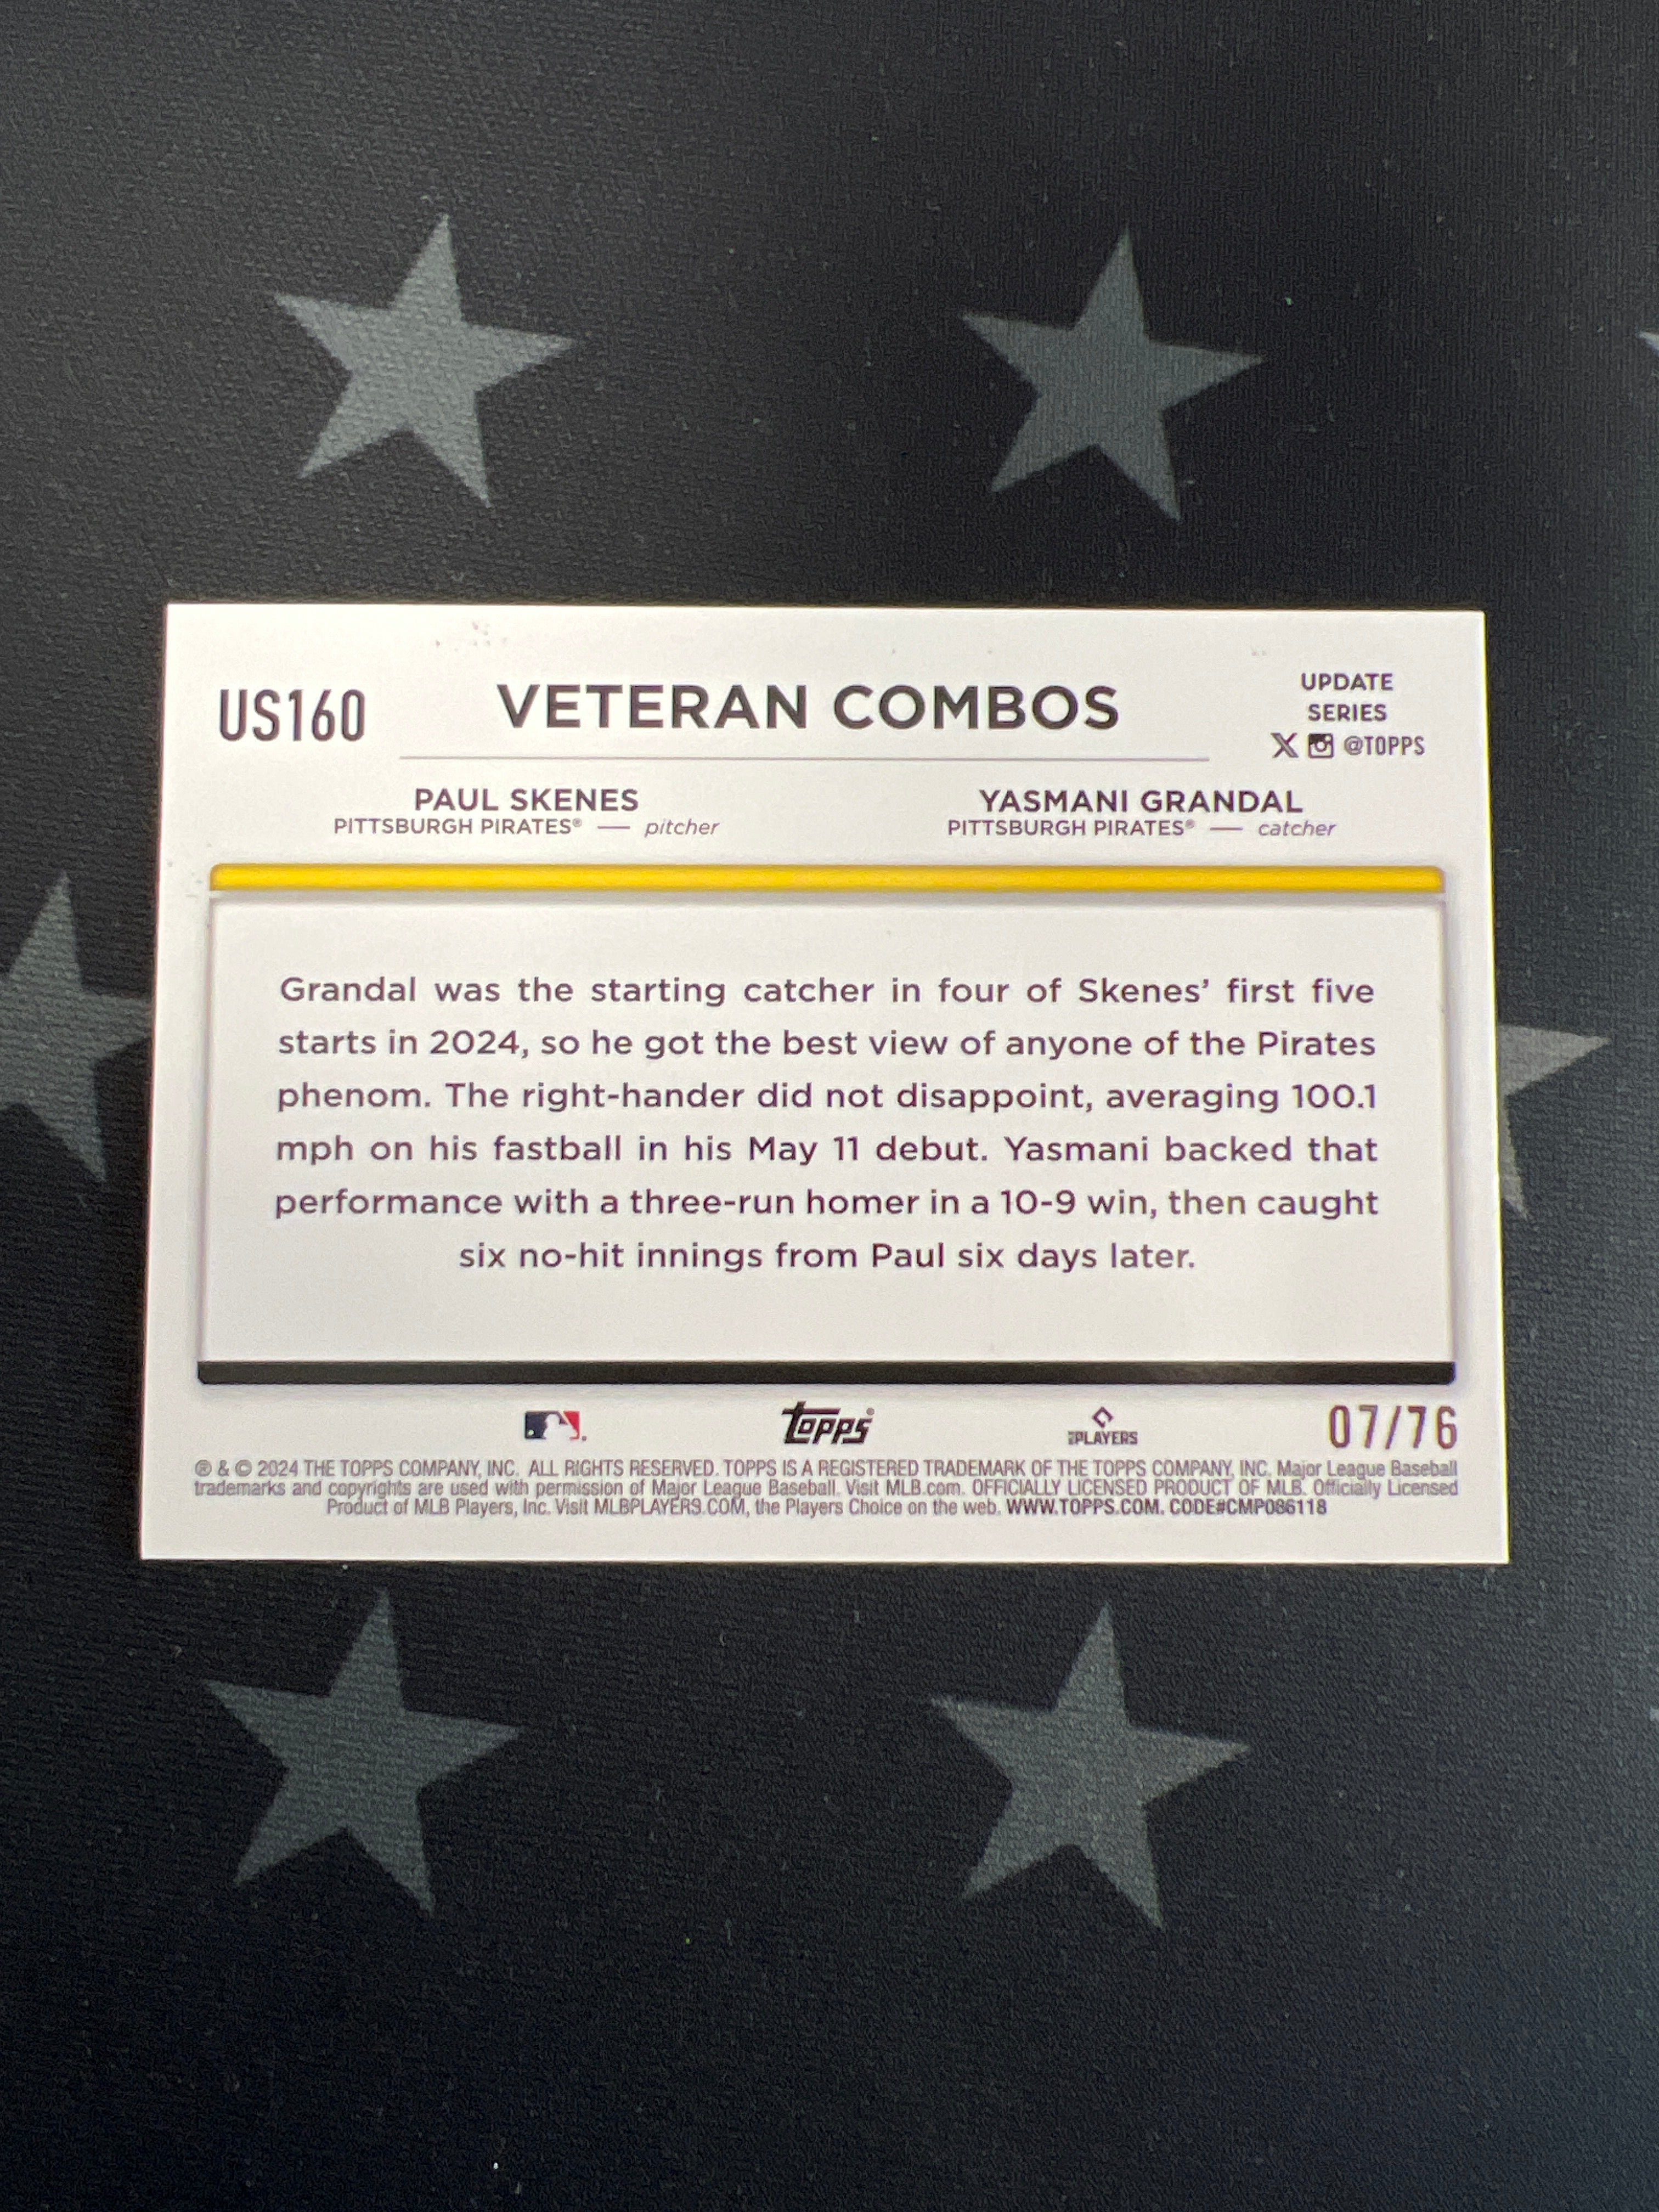 US160
VETERAN COMBOS
UPDATE
SERIES
@TOPPS
PAUL SKENES
PITTSBURGH PIRATES® — pitcher
YASMANI GRANDAL
PITTSBURGH PIRATES® — catcher
Grandal was the starting catcher in four of Skenes' first five
starts in 2024, so he got the best view of anyone of the Pirates
phenom. The right-hander did not disappoint, averaging 100.1
mph on his fastball in his May 11 debut. Yasmani backed that
performance with a three-run homer in a 10-9 win, then caught
six no-hit innings from Paul six days later.
Topps®
PLAYERS
07/76
® & © 2024 THE TOPPS COMPANY, INC. ALL RIGHTS RESERVED. TOPPS IS A REGISTERED TRADEMARK OF THE TOPPS COMPANY, INC. Major League Baseball
trademarks and copyrights are used with permission of Major League Baseball. Visit MLB.com. OFFICIALLY LICENSED PRODUCT OF MLB. Officially Licensed
Product of MLB Players, Inc. Visit MLBPLAYERS.COM, the Players Choice on the web. WWW.TOPPS.COM. CODE#CMP086118